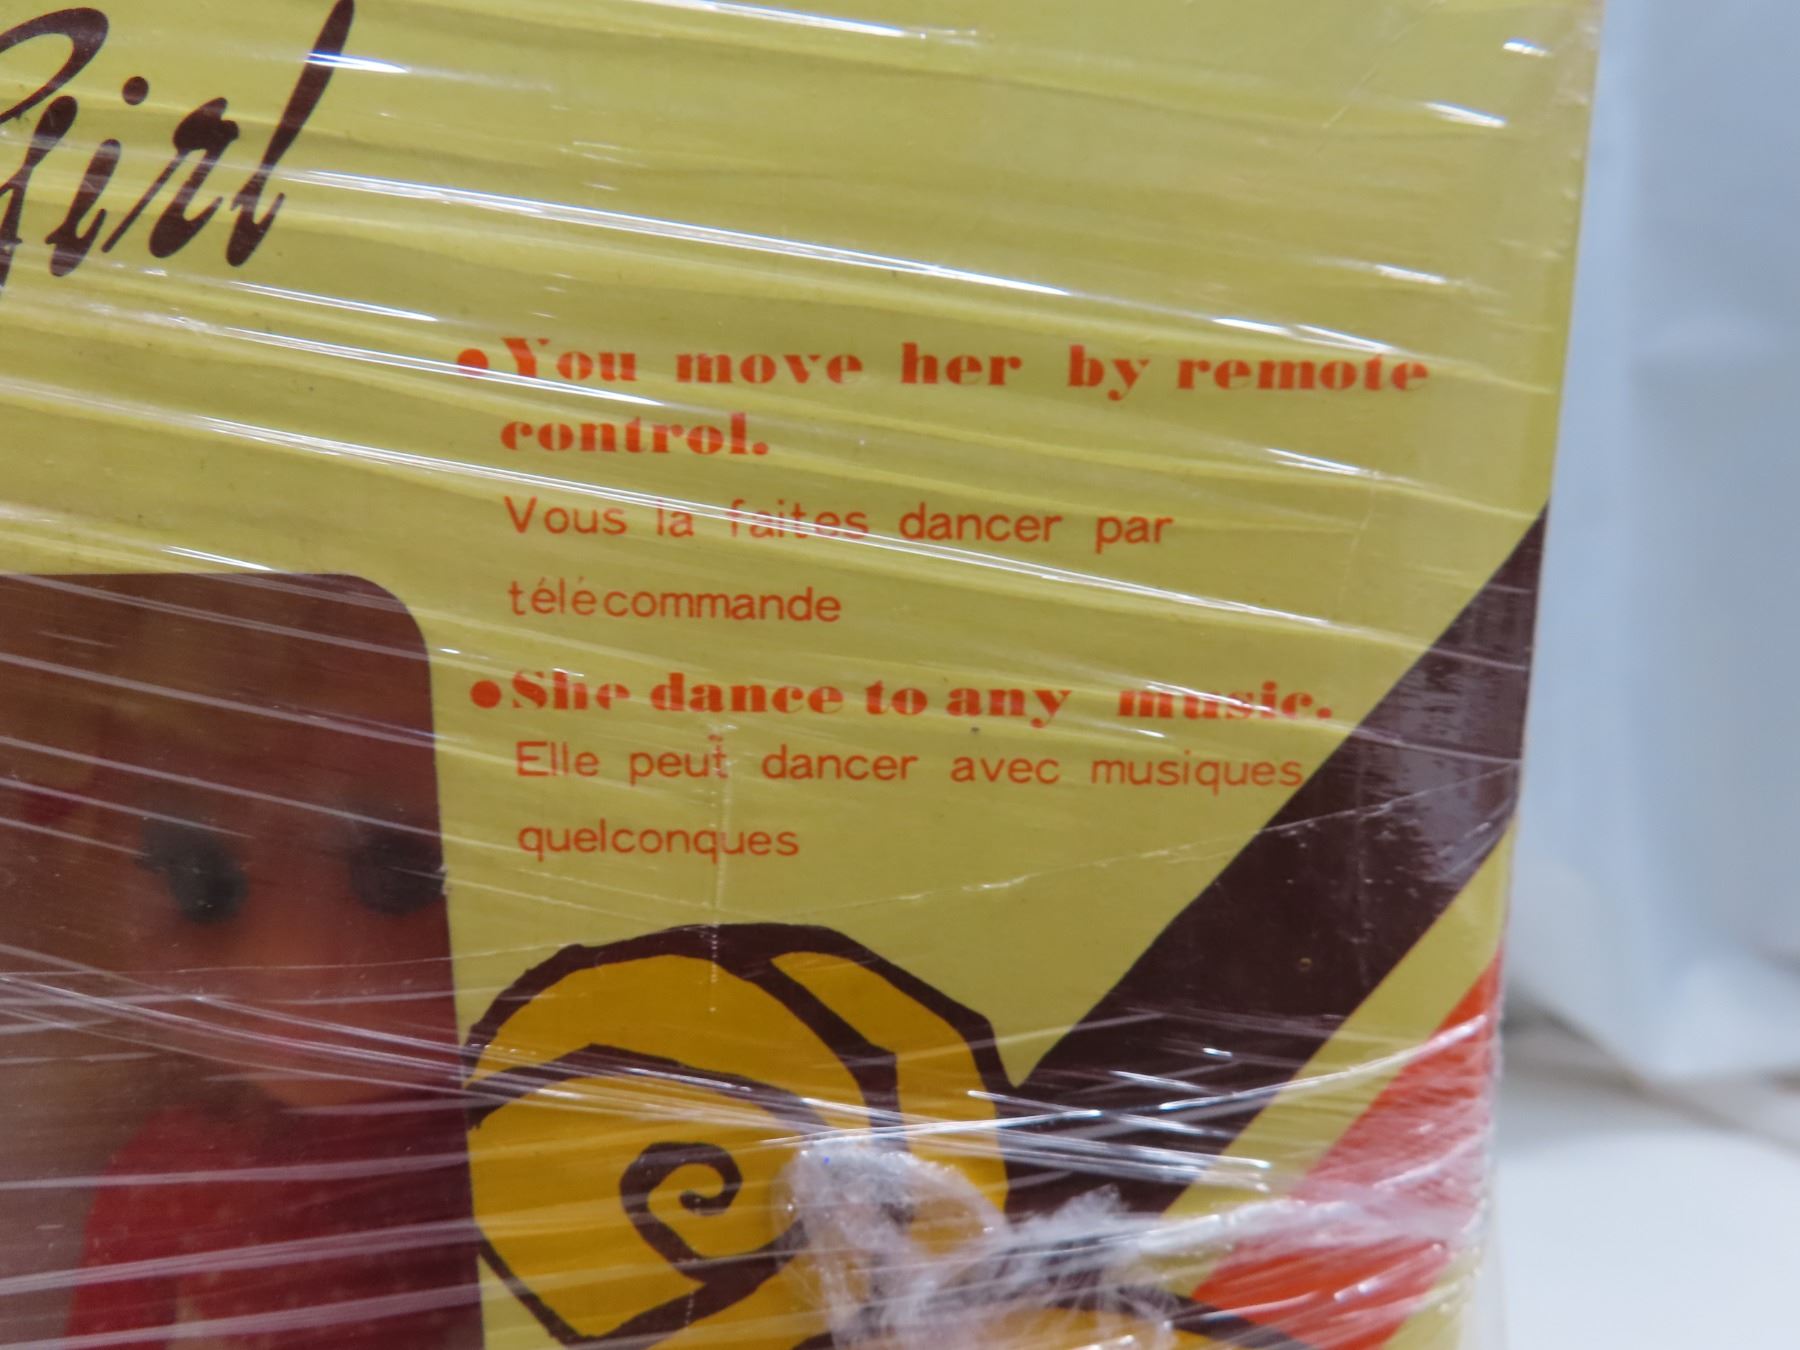 Girl
●You move her by remote
control.
Vous la faites dancer par
télécommande
●She dance to any music.
Elle peut dancer avec musiques
quelconques